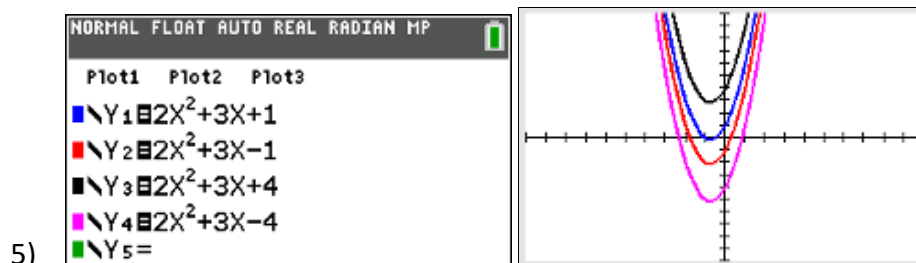 NORMAL FLOAT AUTO REAL RADIAN MP
Plot1 Plot2 Plot3
\Y₁=2X²+3X+1
\Y₂=2X²+3X−1
\Y₃=2X²+3X+4
\Y₄=2X²+3X−4
\Y₅=
5)